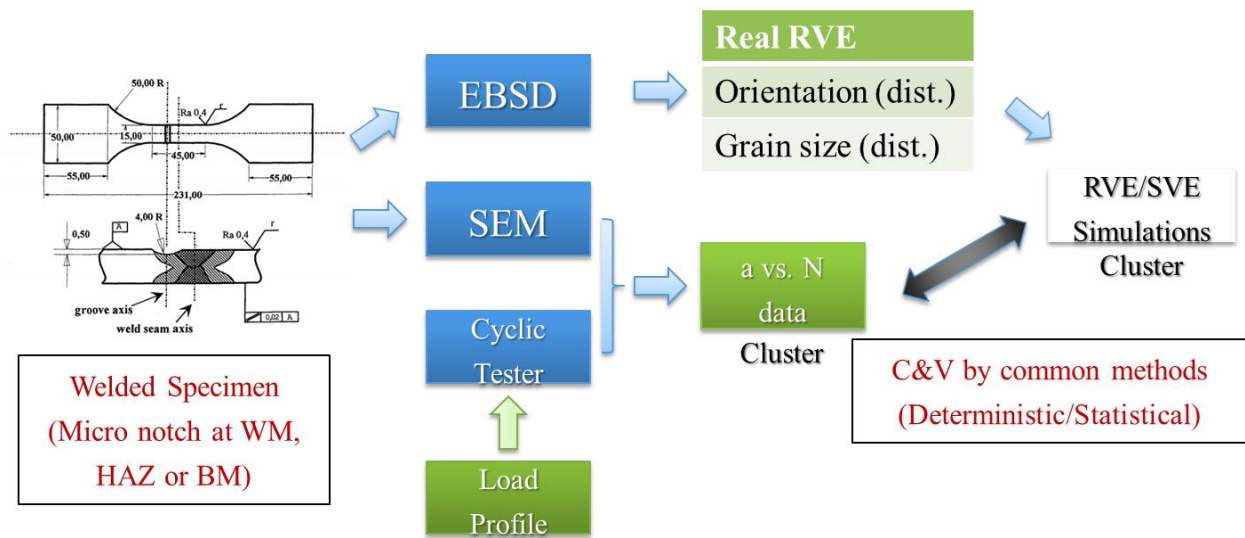 50,00 R
Ra 0,4
r
50,00
15,00
45,00
55,00
55,00
231,00
4,00 R
0,50
A
Ra 0,4
r
groove axis
weld seam axis
0,02 A
Welded Specimen
(Micro notch at WM,
HAZ or BM)
EBSD
SEM
Cyclic
Tester
Load
Profile
Real RVE
Orientation (dist.)
Grain size (dist.)
a vs. N
data
Cluster
RVE/SVE
Simulations
Cluster
C&V by common methods
(Deterministic/Statistical)